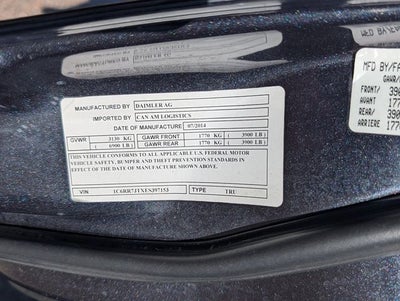 MANUFACTURED BY DAIMLER AG
IMPORTED BY CAN AM LOGISTICS
DATE OF MANUFACTURE 07/2014
GVWR 3130 KG GAWR FRONT 1770 KG ( 3900 LB )
( 6900 LB ) GAWR REAR 1770 KG ( 3900 LB )
THIS VEHICLE CONFORMS TO ALL APPLICABLE U.S. FEDERAL MOTOR
VEHICLE SAFETY, BUMPER AND THEFT PREVENTION STANDARDS IN
EFFECT OF THE DATE OF MANUFACTURE SHOWN ABOVE.
VIN 1C6RR7JTXES397153 TYPE TRU
MFD BY/FA
GAWR/
FRONT/ 390
AVANT 177
REAR/ 390
ARRIERE 177